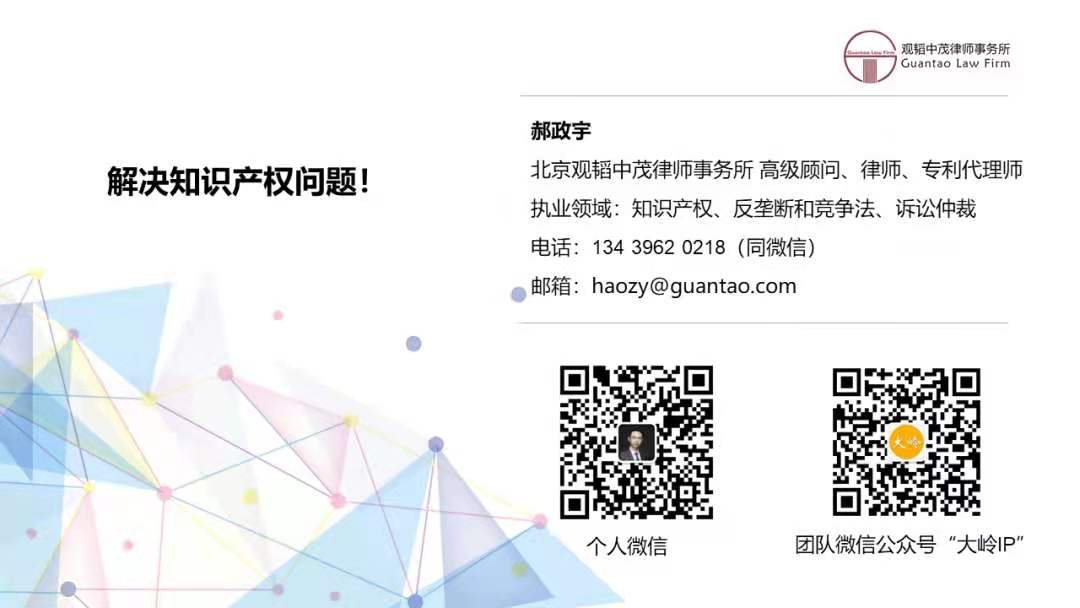 观韬中茂律师事务所
Guantao Law Firm
Guantao Law Firm
解决知识产权问题！
郝政宇
北京观韬中茂律师事务所 高级顾问、律师、专利代理师
执业领域：知识产权、反垄断和竞争法、诉讼仲裁
电话：134 3962 0218（同微信）
邮箱：haozy@guantao.com
大岭
个人微信
团队微信公众号“大岭IP”